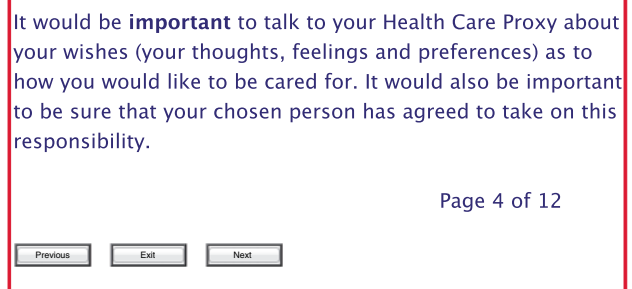 It would be important to talk to your Health Care Proxy about
your wishes (your thoughts, feelings and preferences) as to
how you would like to be cared for. It would also be important
to be sure that your chosen person has agreed to take on this
responsibility.
Page 4 of 12
Previous Exit Next